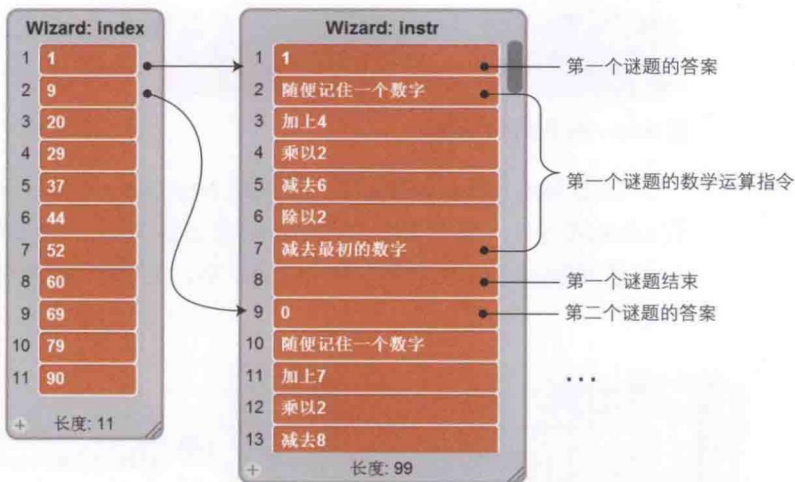 Wizard: index
1 1
2 9
3 20
4 29
5 37
6 44
7 52
8 60
9 69
10 79
11 90
+ 长度: 11
Wizard: instr
1 1
2 随便记住一个数字
3 加上4
4 乘以2
5 减去6
6 除以2
7 减去最初的数字
8
9 0
10 随便记住一个数字
11 加上7
12 乘以2
13 减去8
+ 长度: 99
第一个谜题的答案
第一个谜题的数学运算指令
第一个谜题结束
第二个谜题的答案
...